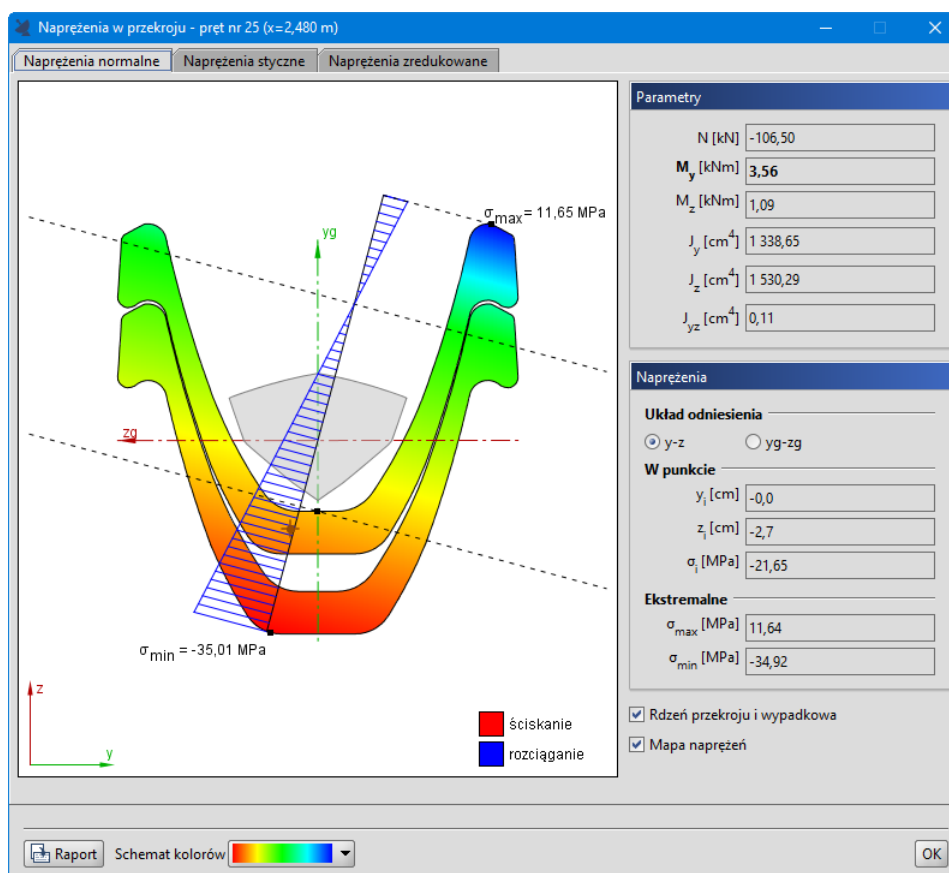 Naprężenia w przekroju - pręt nr 25 (x=2,480 m)
Naprężenia normalne Naprężenia styczne Naprężenia zredukowane
σmax = 11,65 MPa
yg
zg
σmin = -35,01 MPa
z
y
ściskanie
rozciąganie
Parametry
N [kN] -106,50
My [kNm] 3,56
Mz [kNm] 1,09
Jy [cm4] 1 338,65
Jz [cm4] 1 530,29
Jyz [cm4] 0,11
Naprężenia
Układ odniesienia
y-z yg-zg
W punkcie
yi [cm] -0,0
zi [cm] -2,7
σi [MPa] -21,65
Ekstremalne
σmax [MPa] 11,64
σmin [MPa] -34,92
Rdzeń przekroju i wypadkowa
Mapa naprężeń
Raport Schemat kolorów OK